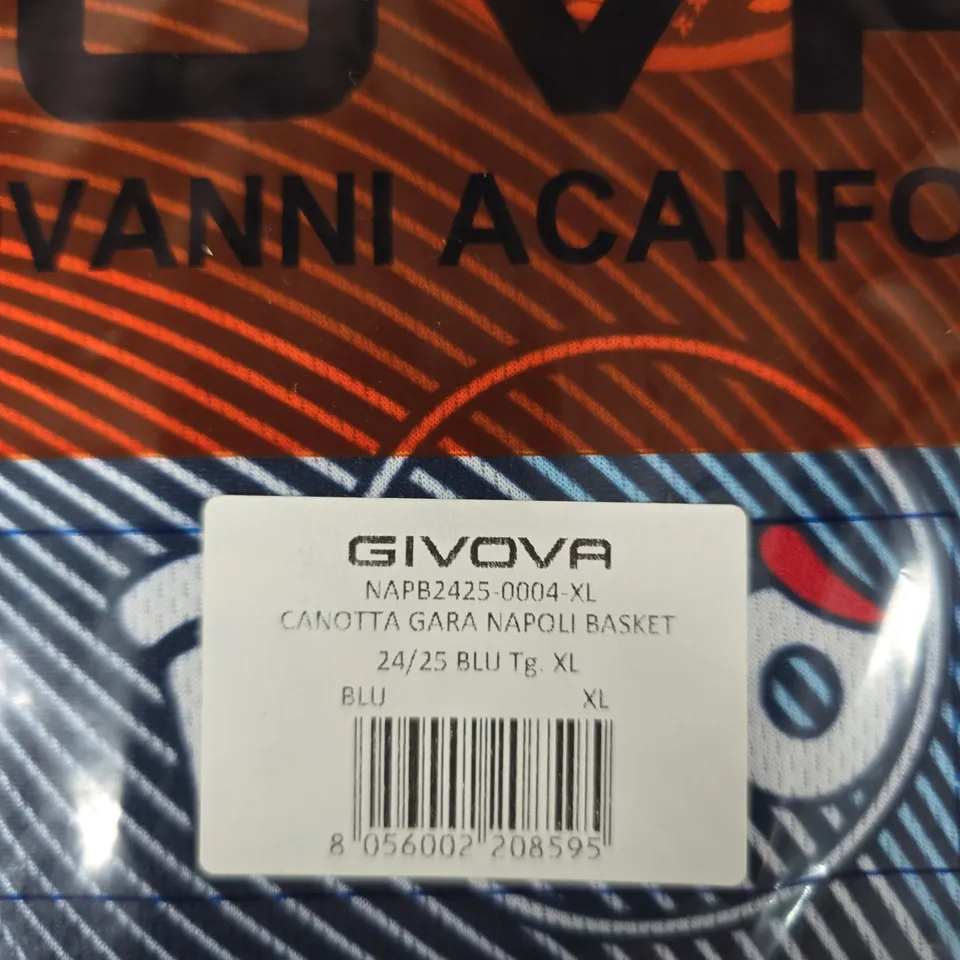 OVA
OVANNI ACANFO
GIVOVA
NAPB2425-0004-XL
CANOTTA GARA NAPOLI BASKET
24/25 BLU Tg. XL
BLU XL
8 056002 208595